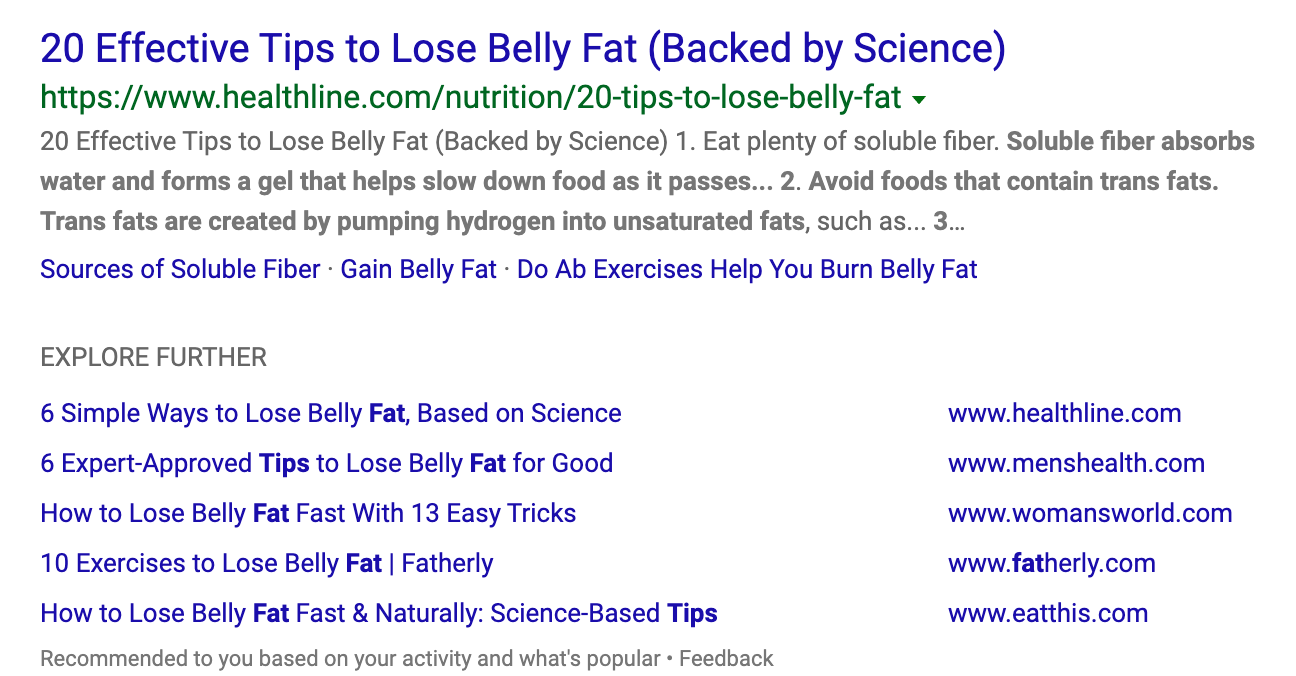 20 Effective Tips to Lose Belly Fat (Backed by Science)
https://www.healthline.com/nutrition/20-tips-to-lose-belly-fat
20 Effective Tips to Lose Belly Fat (Backed by Science) 1. Eat plenty of soluble fiber. Soluble fiber absorbs
water and forms a gel that helps slow down food as it passes... 2. Avoid foods that contain trans fats.
Trans fats are created by pumping hydrogen into unsaturated fats, such as... 3...
Sources of Soluble Fiber · Gain Belly Fat · Do Ab Exercises Help You Burn Belly Fat
EXPLORE FURTHER
6 Simple Ways to Lose Belly Fat, Based on Science www.healthline.com
6 Expert-Approved Tips to Lose Belly Fat for Good www.menshealth.com
How to Lose Belly Fat Fast With 13 Easy Tricks www.womansworld.com
10 Exercises to Lose Belly Fat | Fatherly www.fatherly.com
How to Lose Belly Fat Fast & Naturally: Science-Based Tips www.eatthis.com
Recommended to you based on your activity and what's popular • Feedback